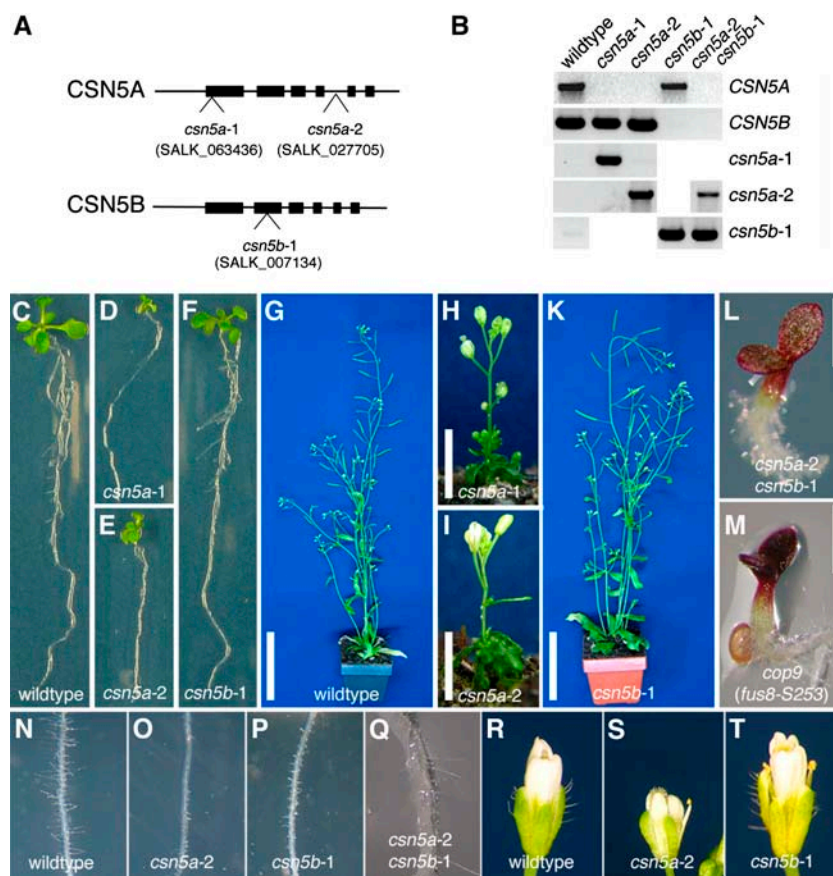 A
CSN5A
csn5a-1
(SALK_063436)
csn5a-2
(SALK_027705)
CSN5B
csn5b-1
(SALK_007134)
B
wildtype
csn5a-1
csn5a-2
csn5b-1
csn5a-2
csn5b-1
CSN5A
CSN5B
csn5a-1
csn5a-2
csn5b-1
C
wildtype
D
csn5a-1
E
csn5a-2
F
csn5b-1
G
wildtype
H
csn5a-1
I
csn5a-2
K
csn5b-1
L
csn5a-2
csn5b-1
M
cop9
(fus8-S253)
N
wildtype
O
csn5a-2
P
csn5b-1
Q
csn5a-2
csn5b-1
R
wildtype
S
csn5a-2
T
csn5b-1